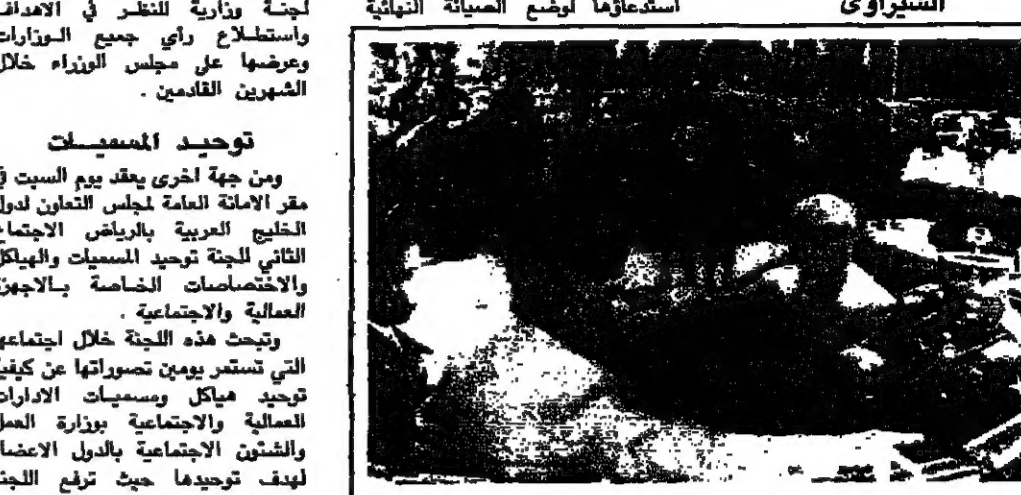 الشيراوي
استدعاؤها لوضع الصياغة النهائية
لجنة وزارية للنظر في الاهداف
واستطلاع رأي جميع الوزارات
وعرضها على مجلس الوزراء خلال
الشهرين القادمين .
توحيد المسميات
ومن جهة اخرى يعقد يوم السبت في
مقر الامانة العامة لمجلس التعاون لدول
الخليج العربية بالرياض الاجتماع
الثاني للجنة توحيد المسميات والهياكل
والاختصاصات الخاصة بالاجهزة
العمالية والاجتماعية .
وتبحث هذه اللجنة خلال اجتماعها
التي تستمر يومين تصوراتها عن كيفية
توحيد هياكل ومسميات الادارات
العمالية والاجتماعية بوزارة العمل
والشئون الاجتماعية بالدول الاعضاء
لهدف توحيدها حيث ترفع اللجنة